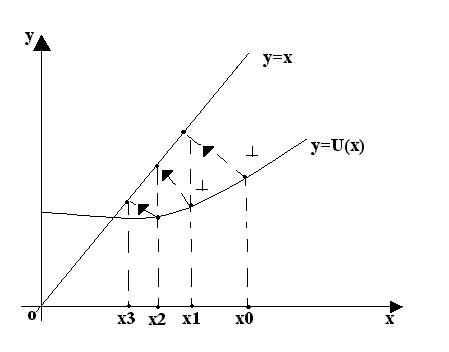 y
y=x
⊥
y=U(x)
⊥
o
x3 x2 x1 x0 x